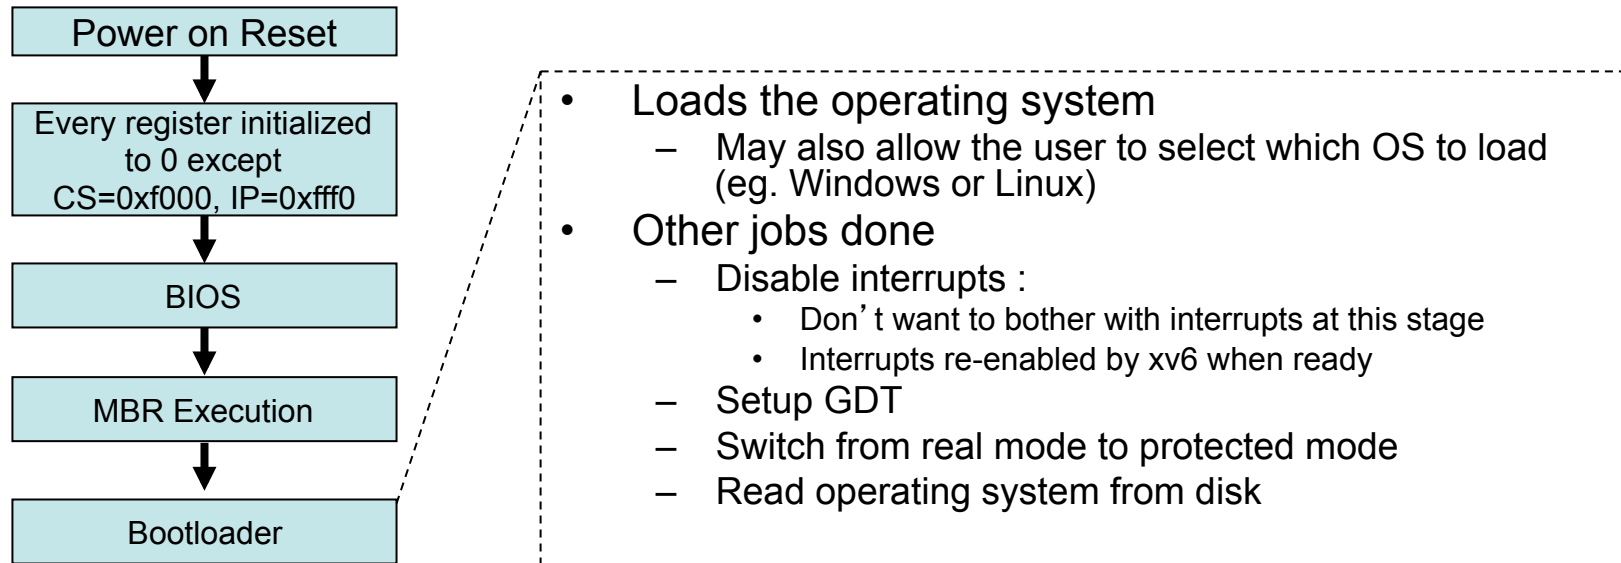 Power on Reset
Every register initialized
to 0 except
CS=0xf000, IP=0xfff0
BIOS
MBR Execution
Bootloader
• Loads the operating system
– May also allow the user to select which OS to load
(eg. Windows or Linux)
• Other jobs done
– Disable interrupts :
• Don’t want to bother with interrupts at this stage
• Interrupts re-enabled by xv6 when ready
– Setup GDT
– Switch from real mode to protected mode
– Read operating system from disk